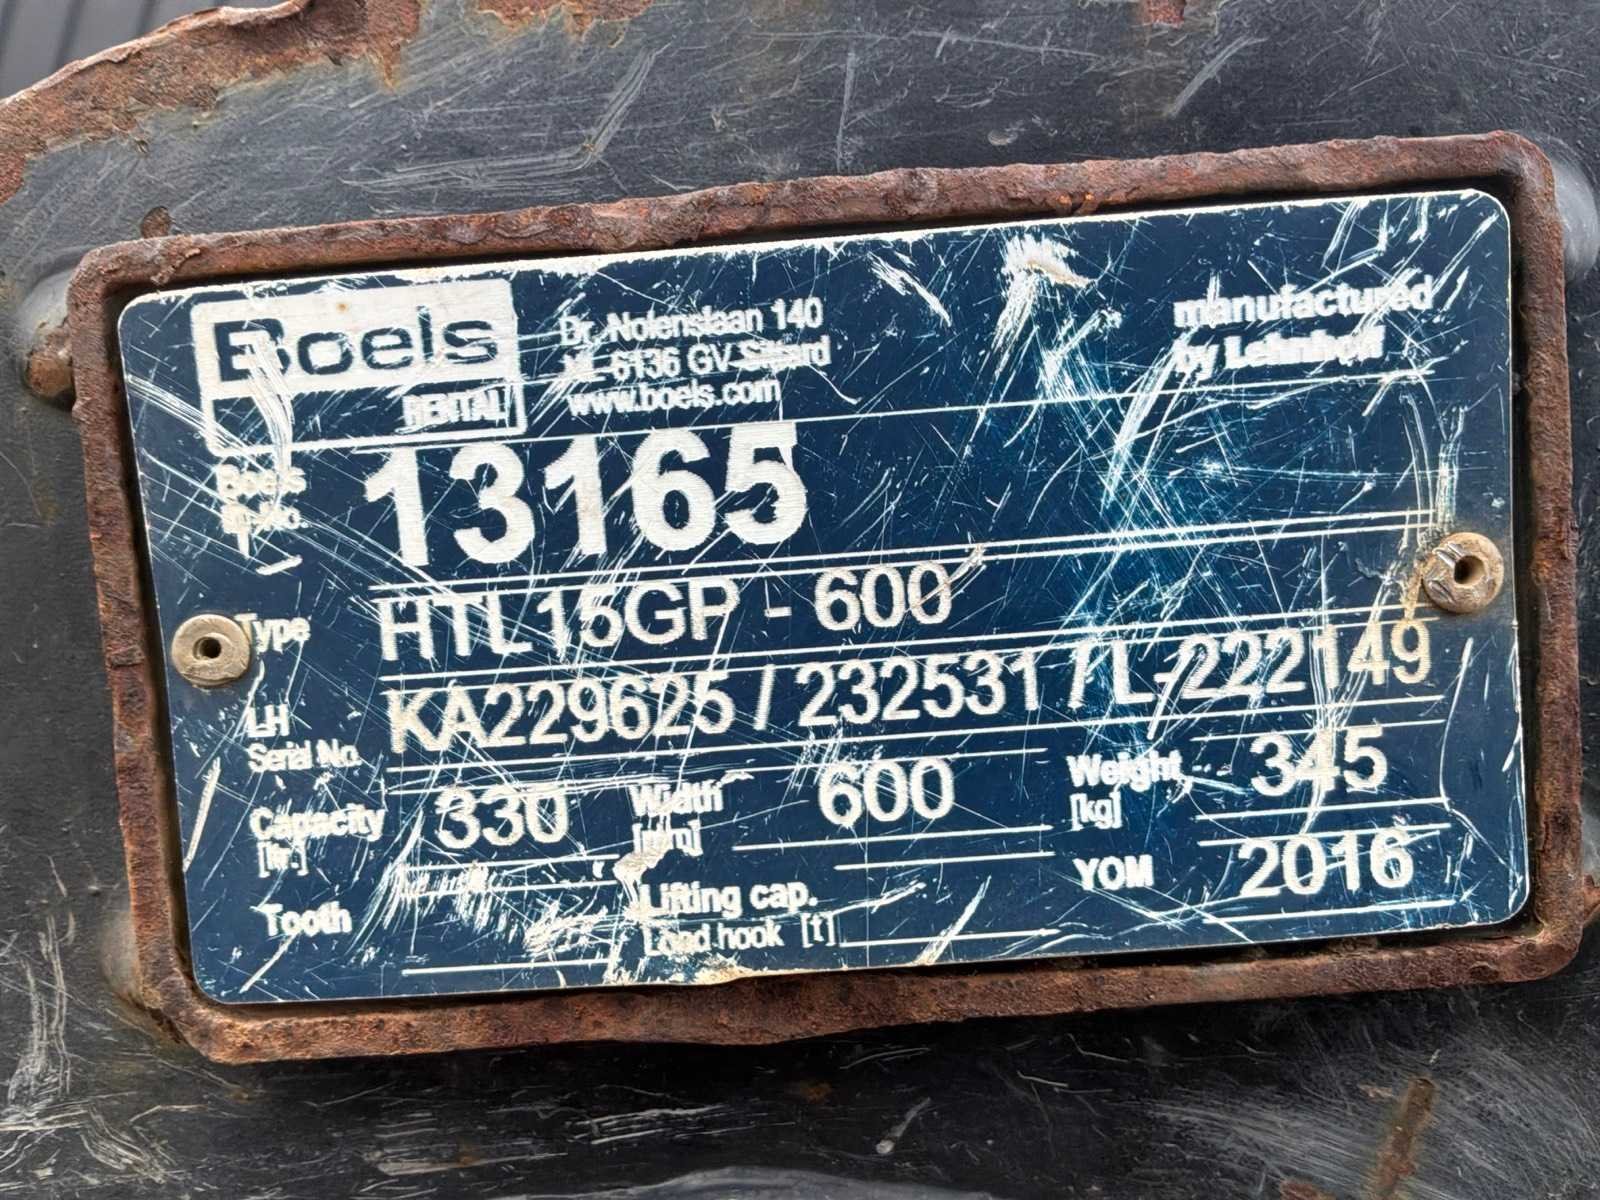 Boels
RENTAL
Dr. Nolenslaan 140
NL-6136 GV Sittard
www.boels.com
manufactured
by Lehnhoff
Boels
No.
13165
Type
HTL15GP - 600
LH
Serial No.
KA229625 / 232531 / L-222149
Capacity
[ltr.]
330
Width
[mm]
600
Weight
[kg]
345
Tooth
Lifting cap.
Load hook [t]
YOM
2016